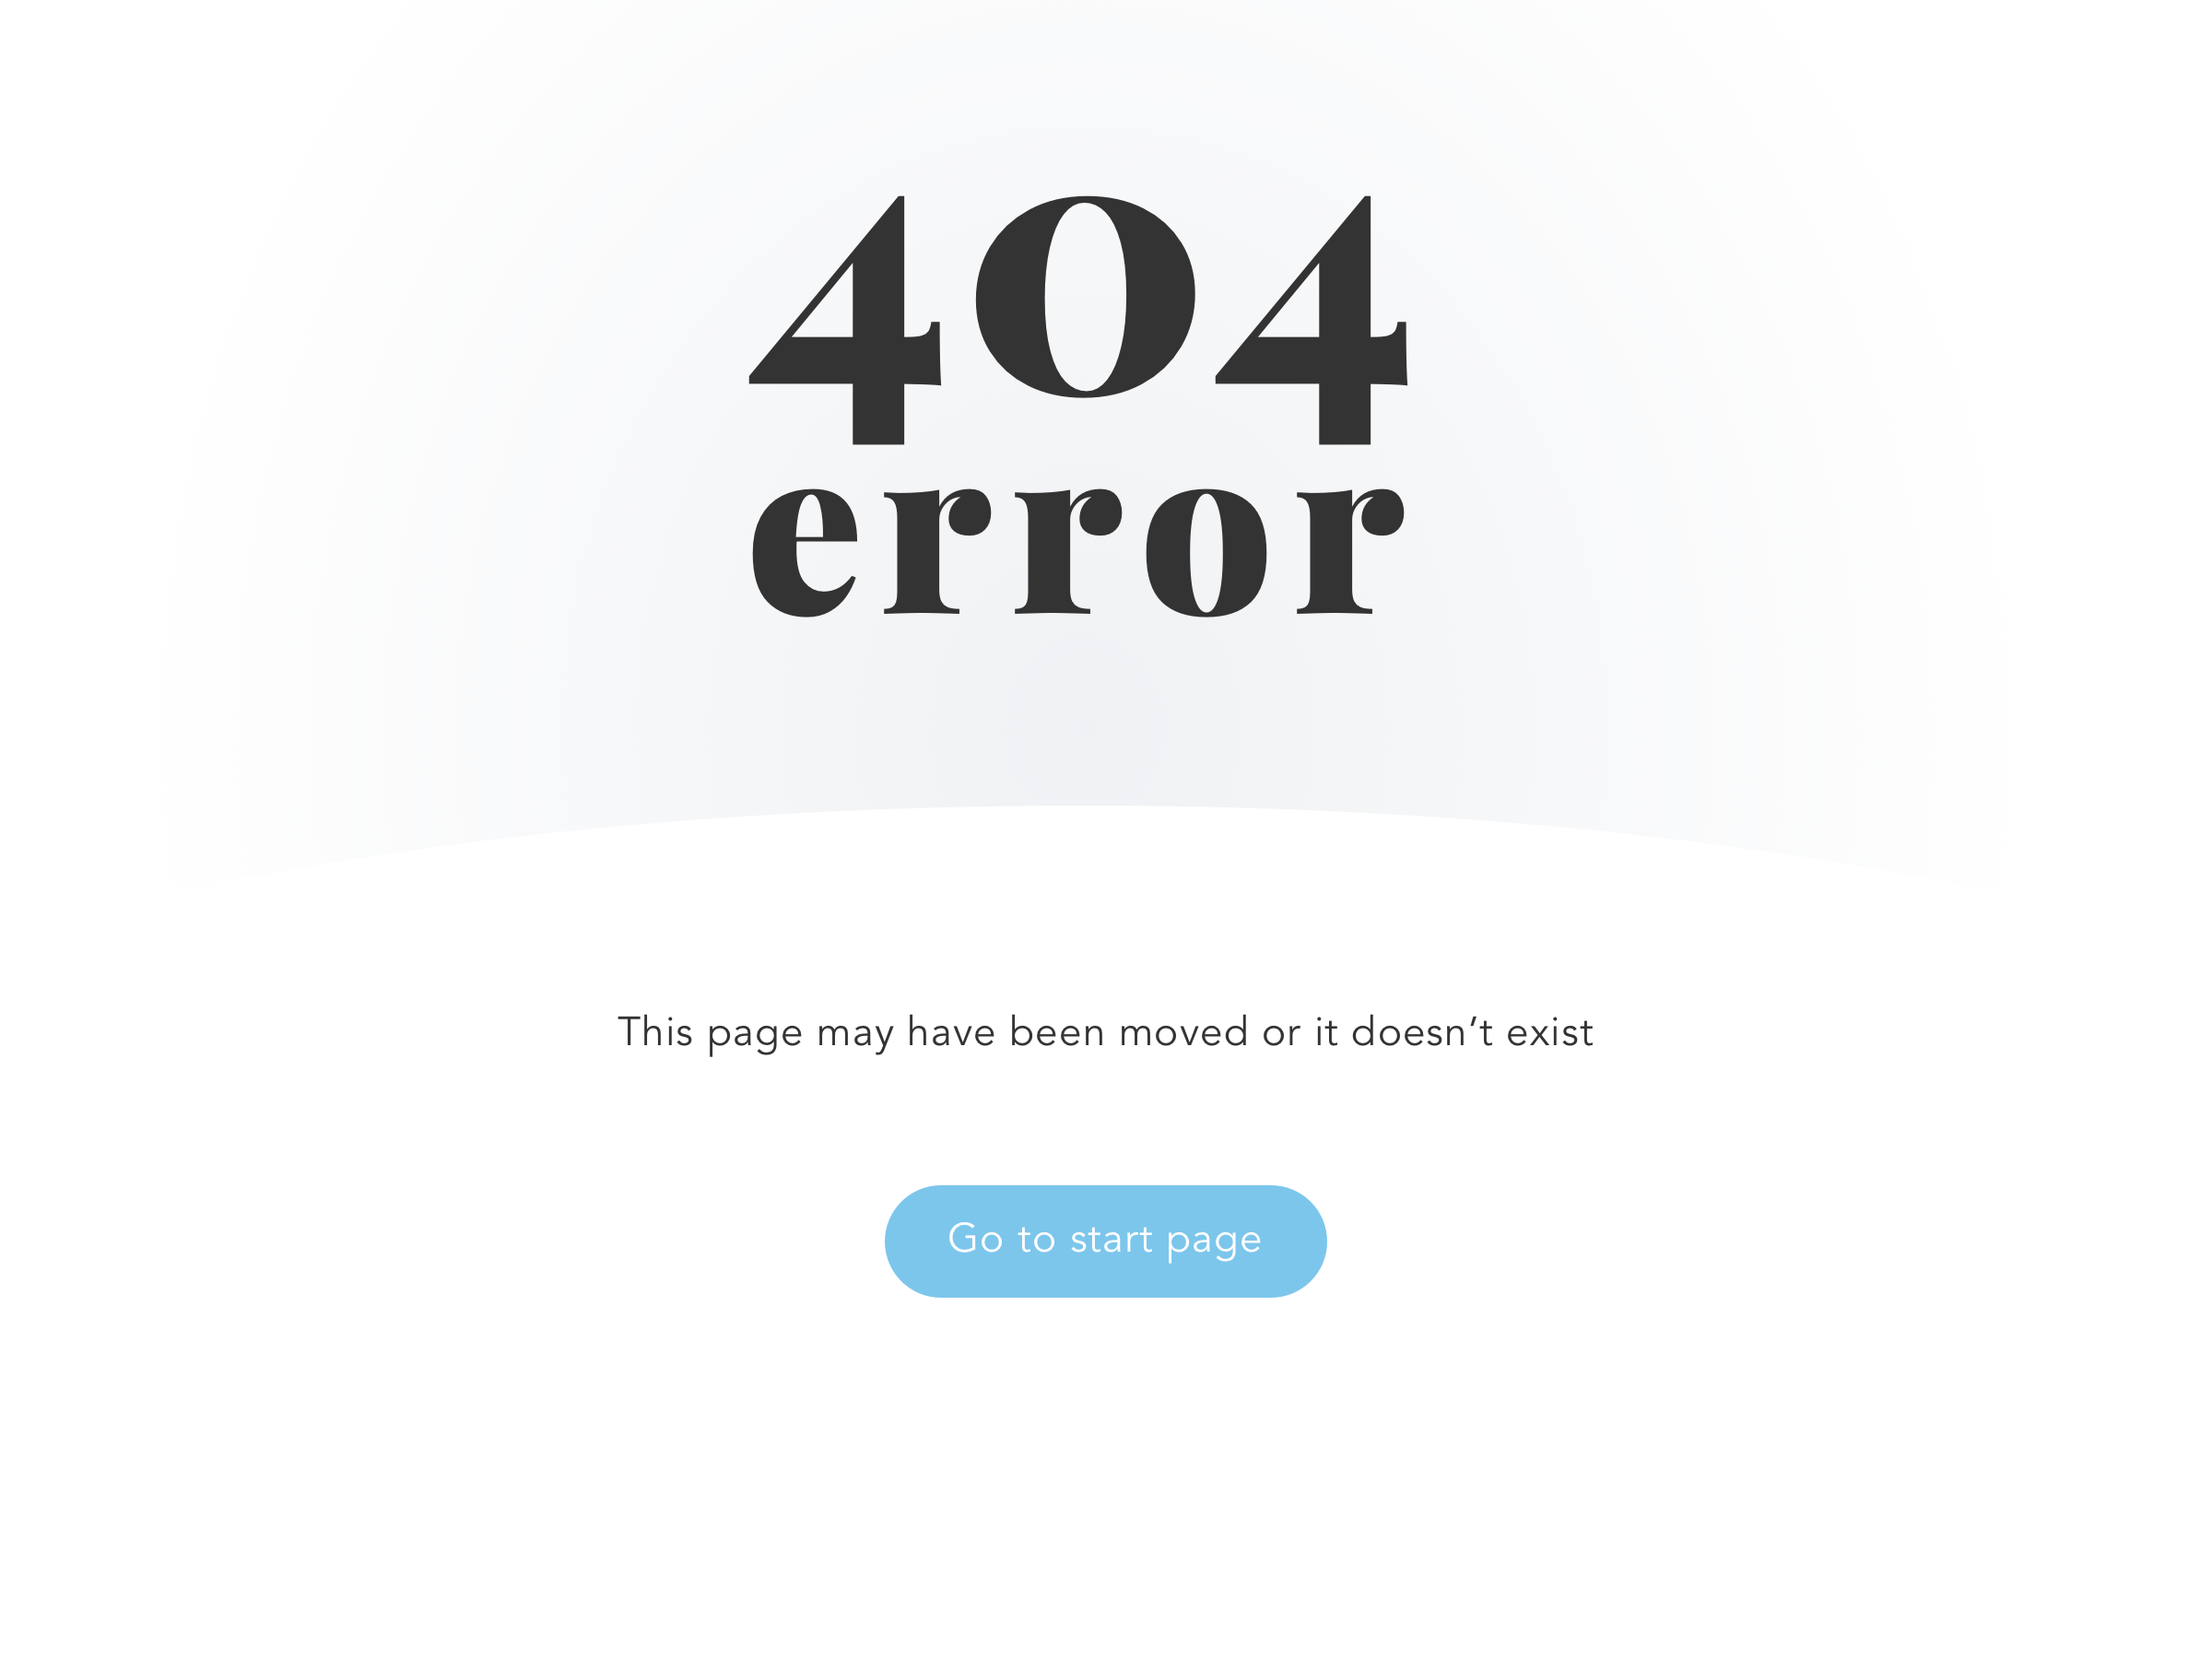 404
error
This page may have been moved or it doesn’t exist
Go to start page